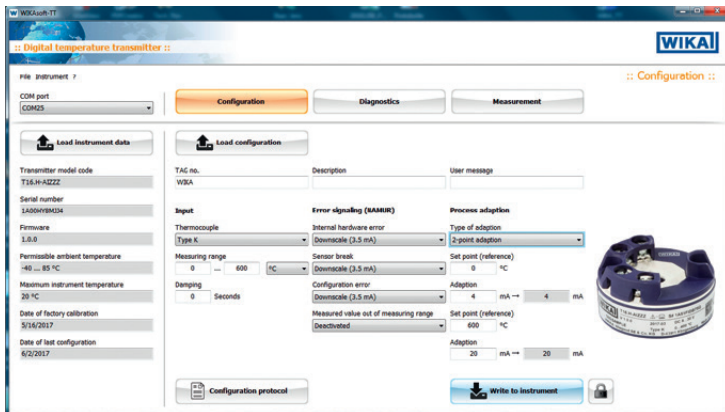 WIKAsoft-TT
:: Digital temperature transmitter ::
WIKA
File Instrument ?
:: Configuration ::
COM port
COM25
Configuration
Diagnostics
Measurement
Load instrument data
Load configuration
Transmitter model code
T16.H-AIZZZ
Serial number
1A00HYBMJ34
Firmware
1.0.0
Permissible ambient temperature
-40 ... 85 °C
Maximum instrument temperature
20 °C
Date of factory calibration
5/16/2017
Date of last configuration
6/2/2017
TAG no.
WIKA
Description
User message
Input
Thermocouple
Type K
Measuring range
0 ... 600 °C
Damping
0 Seconds
Error signaling (NAMUR)
Internal hardware error
Downscale (3.5 mA)
Sensor break
Downscale (3.5 mA)
Configuration error
Downscale (3.5 mA)
Measured value out of measuring range
Deactivated
Process adaption
Type of adaption
2-point adaption
Set point (reference)
0 °C
Adaption
4 mA → 4 mA
Set point (reference)
600 °C
Adaption
20 mA → 20 mA
WIKA
T16.H-AIZZZ
Configuration protocol
Write to instrument